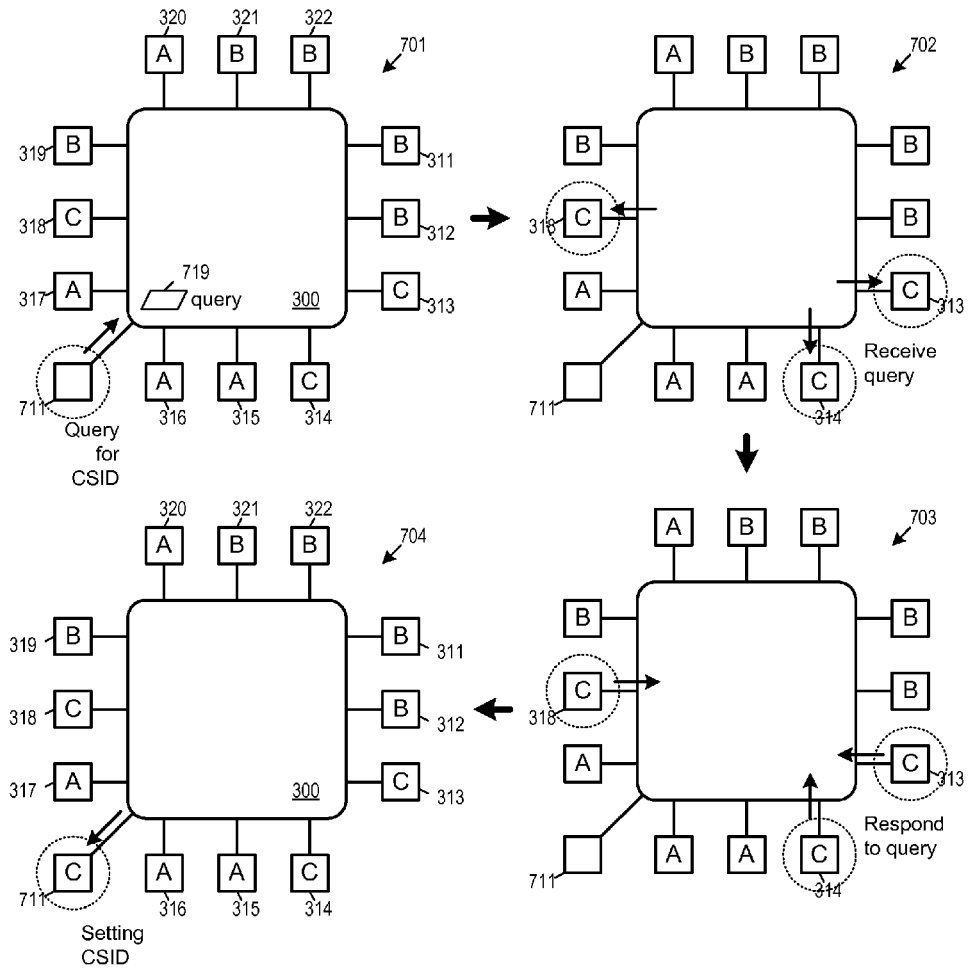 320 321 322
A B B 701
319 B B 311
318 C B 312
317 A 719 query 300 C 313
711 A A C
316 315 314
Query
for
CSID
A B B 702
B B
318 C B
A C 313
Receive
query
711 A A C
314
320 321 322
A B B 704
319 B B 311
318 C B 312
317 A 300 C 313
711 C A A C
316 315 314
Setting
CSID
A B B 703
B B
318 C B
A C 313
Respond
to query
711 A A C
314